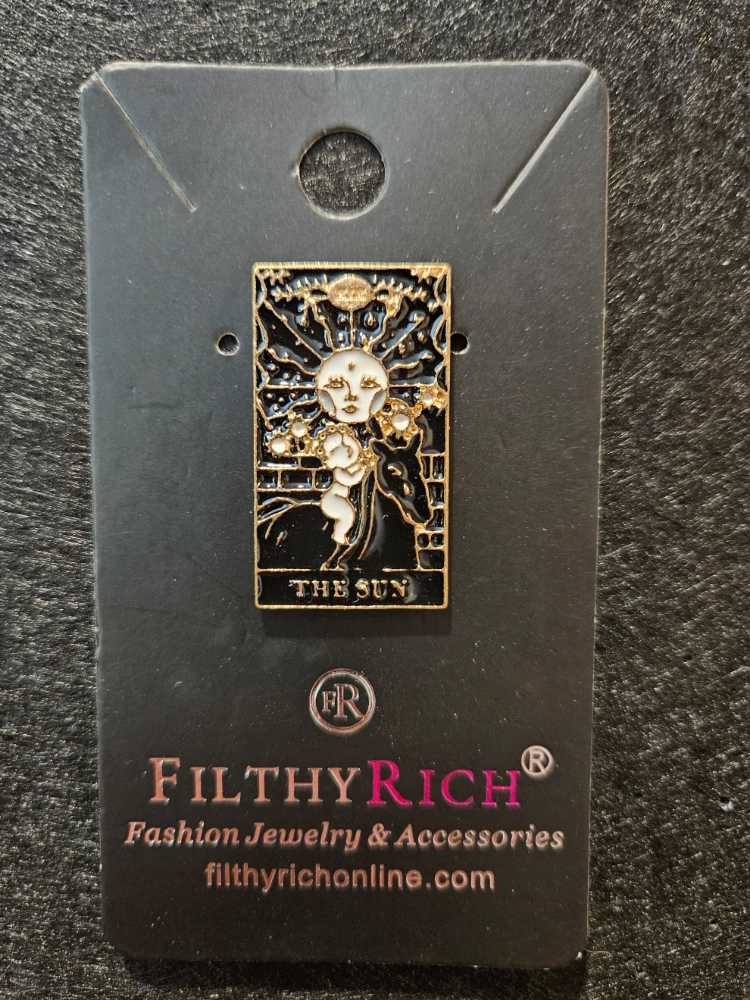 THE SUN
FR
FILTHYRICH®
Fashion Jewelry & Accessories
filthyrichonline.com